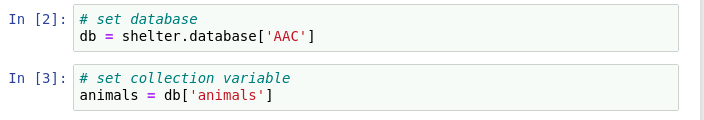 In [2]: # set database
db = shelter.database['AAC']
In [3]: # set collection variable
animals = db['animals']